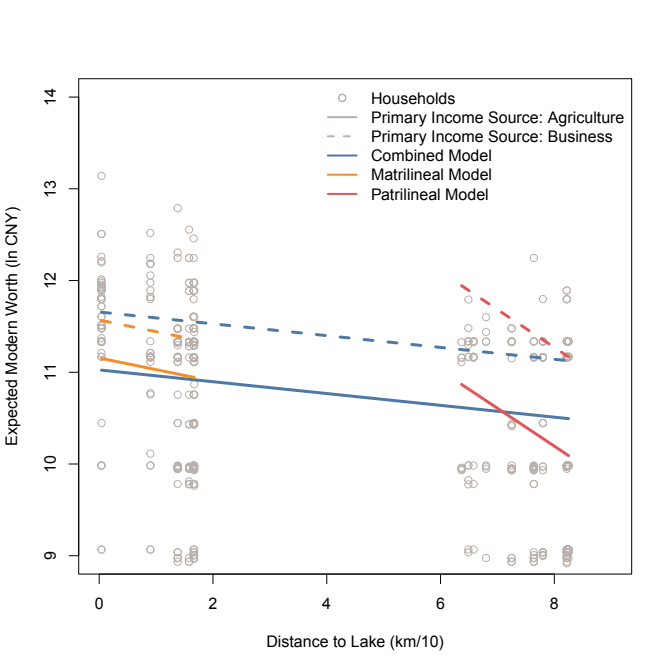 Households
Primary Income Source: Agriculture
Primary Income Source: Business
Combined Model
Matrilineal Model
Patrilineal Model
Expected Modern Worth (ln CNY)
14
13
12
11
10
9
0 2 4 6 8
Distance to Lake (km/10)